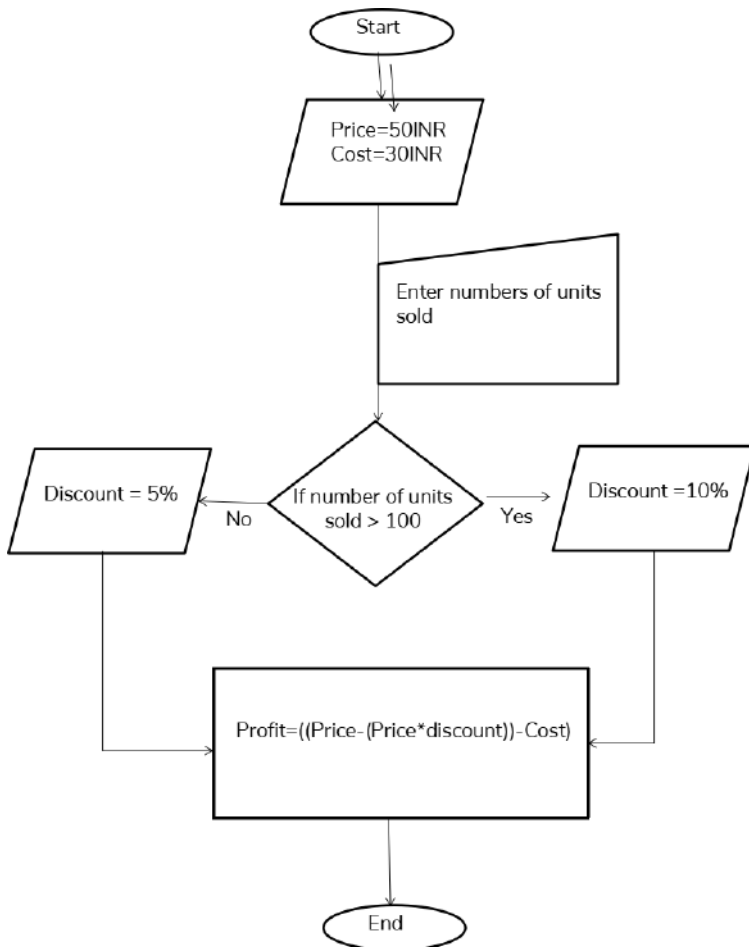 Start
Price=50INR
Cost=30INR
Enter numbers of units
sold
If number of units
sold > 100
No
Yes
Discount = 5%
Discount =10%
Profit=((Price-(Price*discount))-Cost)
End